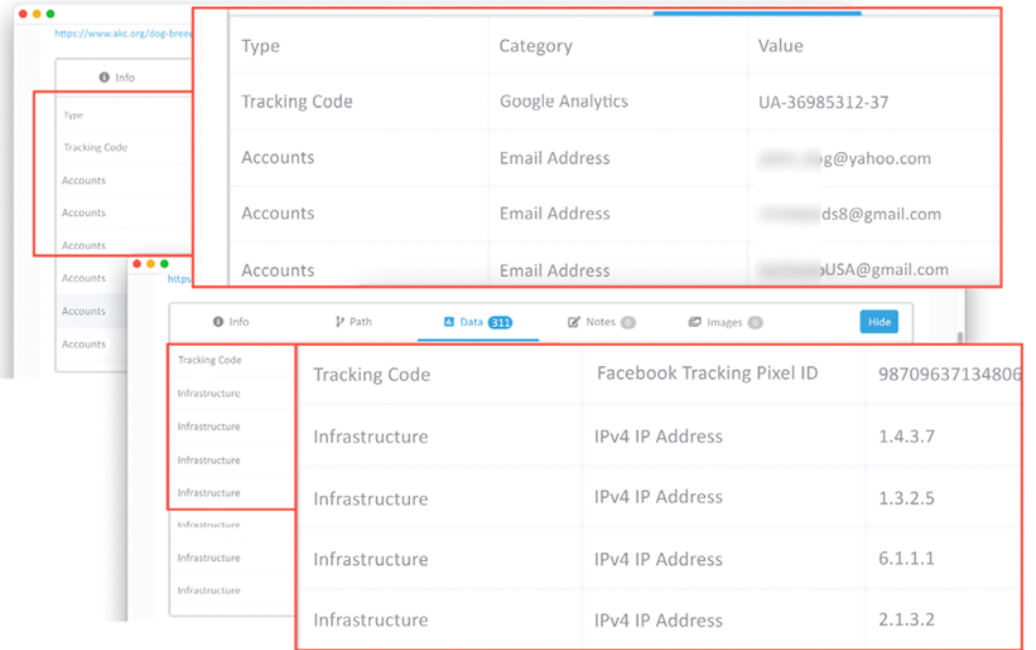 https://www.akc.org/dog-bree
Info
Type
Tracking Code
Accounts
Accounts
Accounts
Accounts
Accounts
Accounts
Type Category Value
Tracking Code Google Analytics UA-36985312-37
Accounts Email Address g@yahoo.com
Accounts Email Address ds8@gmail.com
Accounts Email Address USA@gmail.com
https
Info Path Data 311 Notes 0 Images 0 Hide
Tracking Code
Infrastructure
Infrastructure
Infrastructure
Infrastructure
Infrastructure
Infrastructure
Infrastructure
Tracking Code Facebook Tracking Pixel ID 98709637134806
Infrastructure IPv4 IP Address 1.4.3.7
Infrastructure IPv4 IP Address 1.3.2.5
Infrastructure IPv4 IP Address 6.1.1.1
Infrastructure IPv4 IP Address 2.1.3.2